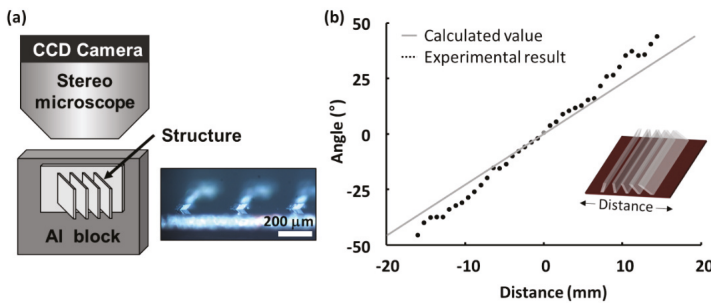 (a)
CCD Camera
Stereo
microscope
Structure
Al block
200 μm
(b)
50
25
0
-25
-50
Angle (°)
Calculated value
Experimental result
Distance
-20
-10
0
10
20
Distance (mm)